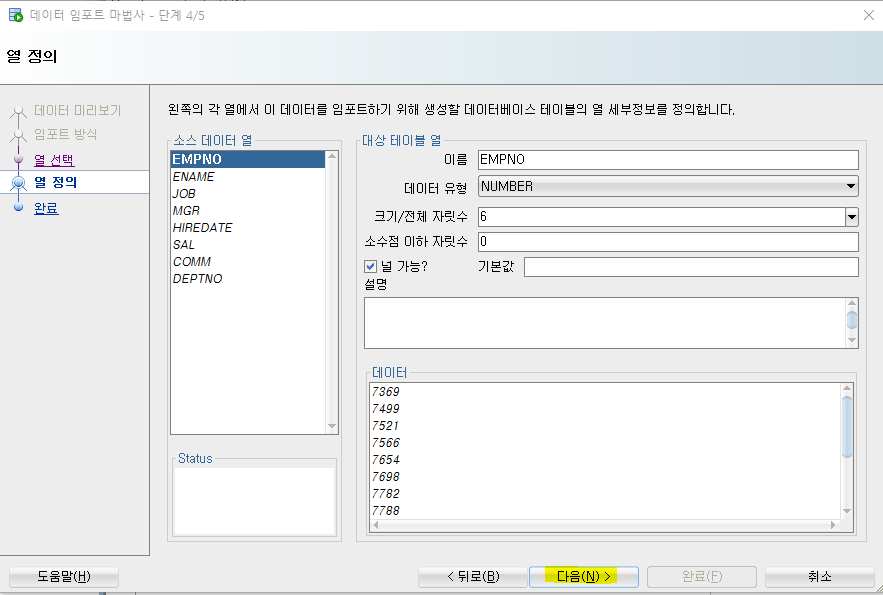 데이터 임포트 마법사 - 단계 4/5
열 정의
데이터 미리보기
임포트 방식
열 선택
열 정의
완료
왼쪽의 각 열에서 이 데이터를 임포트하기 위해 생성할 데이터베이스 테이블의 열 세부정보를 정의합니다.
소스 데이터 열
EMPNO
ENAME
JOB
MGR
HIREDATE
SAL
COMM
DEPTNO
Status
대상 테이블 열
이름 EMPNO
데이터 유형 NUMBER
크기/전체 자릿수 6
소수점 이하 자릿수 0
널 가능? 기본값
설명
데이터
7369
7499
7521
7566
7654
7698
7782
7788
도움말(H) < 뒤로(B) 다음(N) > 완료(F) 취소